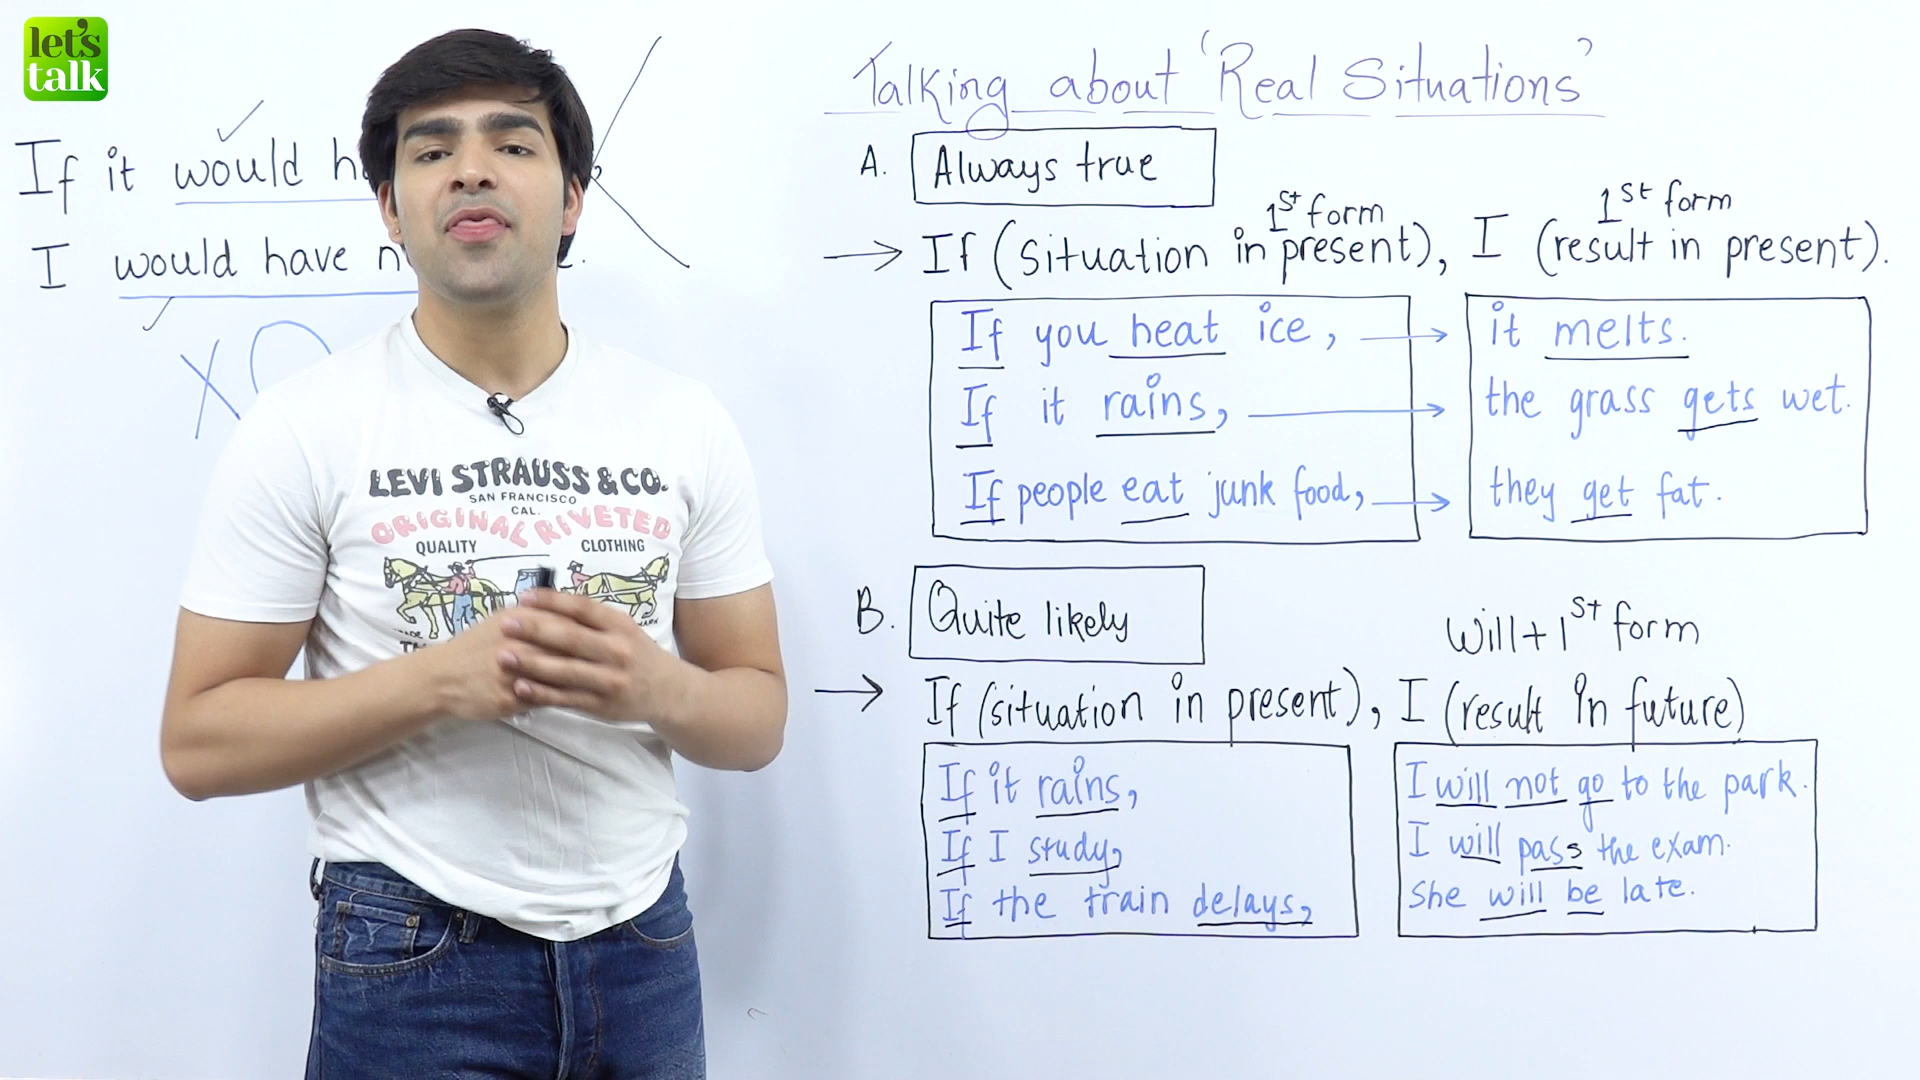 let's
talk
If it would
I would have
X
Talking about 'Real Situations'
A. Always true
1st form 1st form
If (situation in present), I (result in present).
If you heat ice, it melts.
If it rains, the grass gets wet.
If people eat junk food, they get fat.
B. Quite likely
will + 1st form
If (situation in present), I (result in future)
If it rains, I will not go to the park.
If I study, I will pass the exam.
If the train delays, She will be late.
LEVI STRAUSS & CO.
SAN FRANCISCO
CAL.
ORIGINAL RIVETED
QUALITY CLOTHING